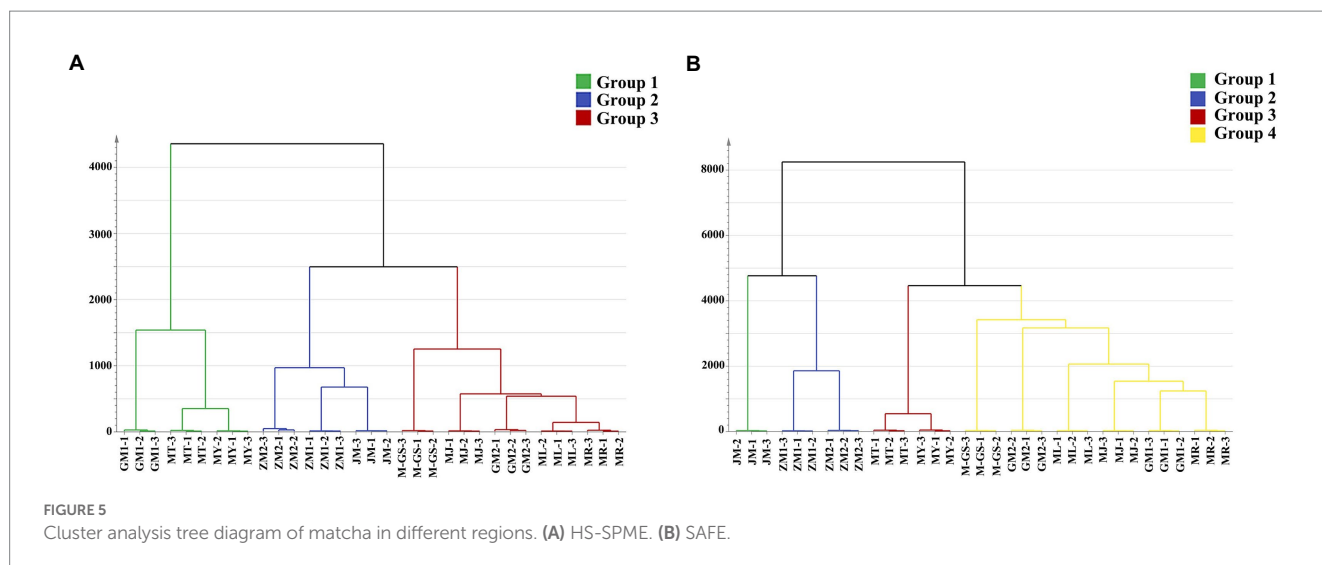 A
Group 1
Group 2
Group 3
4000
3000
2000
1000
0
GM1-1
GM1-2
GM1-3
MT-3
MT-1
MT-2
MY-2
MY-1
MY-3
ZM2-3
ZM2-1
ZM2-2
ZM1-1
ZM1-2
ZM1-3
JM-3
JM-1
JM-2
M-GS-3
M-GS-1
M-GS-2
MJ-1
MJ-2
MJ-3
GM2-1
GM2-2
GM2-3
ML-2
ML-1
ML-3
MR-3
MR-1
MR-2
B
Group 1
Group 2
Group 3
Group 4
8000
6000
4000
2000
0
JM-2
JM-1
JM-3
ZM1-3
ZM1-1
ZM1-2
ZM2-1
ZM2-2
ZM2-3
MT-1
MT-2
MT-3
MY-3
MY-1
MY-2
M-GS-3
M-GS-1
M-GS-2
GM2-2
GM2-1
GM2-3
ML-1
ML-2
ML-3
MJ-3
MJ-1
MJ-2
GM1-3
GM1-1
GM1-2
MR-1
MR-2
MR-3
FIGURE 5
Cluster analysis tree diagram of matcha in different regions. (A) HS-SPME. (B) SAFE.